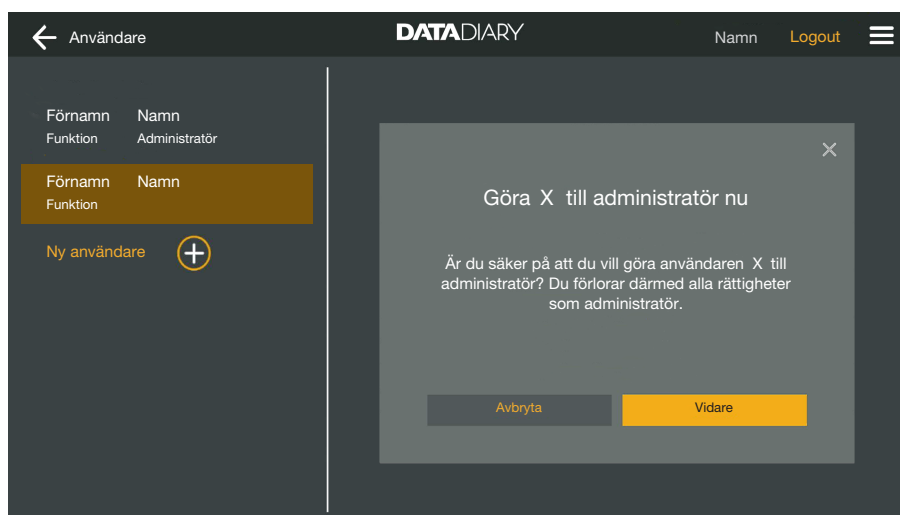 Användare
DATADIARY
Namn Logout
Förnamn Namn
Funktion Administratör
Förnamn Namn
Funktion
Ny användare
Göra X till administratör nu
Är du säker på att du vill göra användaren X till
administratör? Du förlorar därmed alla rättigheter
som administratör.
Avbryta Vidare